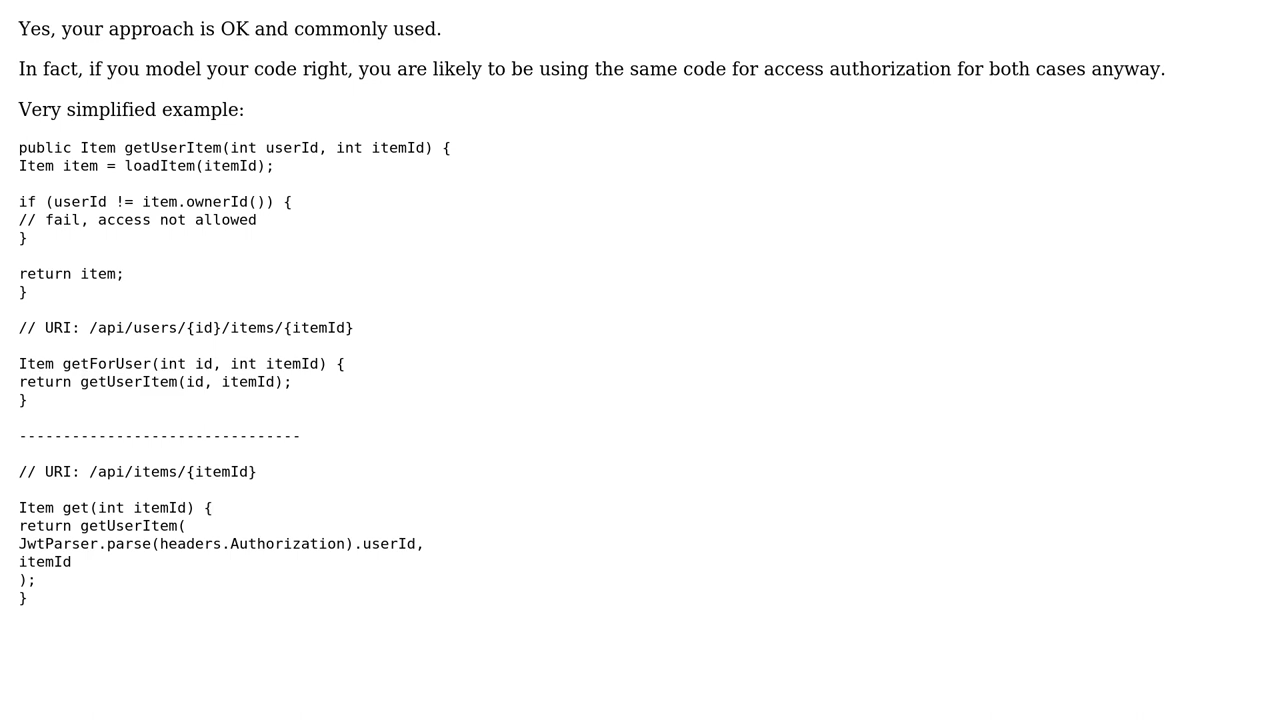 Yes, your approach is OK and commonly used.
In fact, if you model your code right, you are likely to be using the same code for access authorization for both cases anyway.
Very simplified example:
public Item getUserItem(int userId, int itemId) {
Item item = loadItem(itemId);
if (userId != item.ownerId()) {
// fail, access not allowed
}
return item;
}
// URI: /api/users/{id}/items/{itemId}
Item getForUser(int id, int itemId) {
return getUserItem(id, itemId);
}
--------------------------------
// URI: /api/items/{itemId}
Item get(int itemId) {
return getUserItem(
JwtParser.parse(headers.Authorization).userId,
itemId
);
}